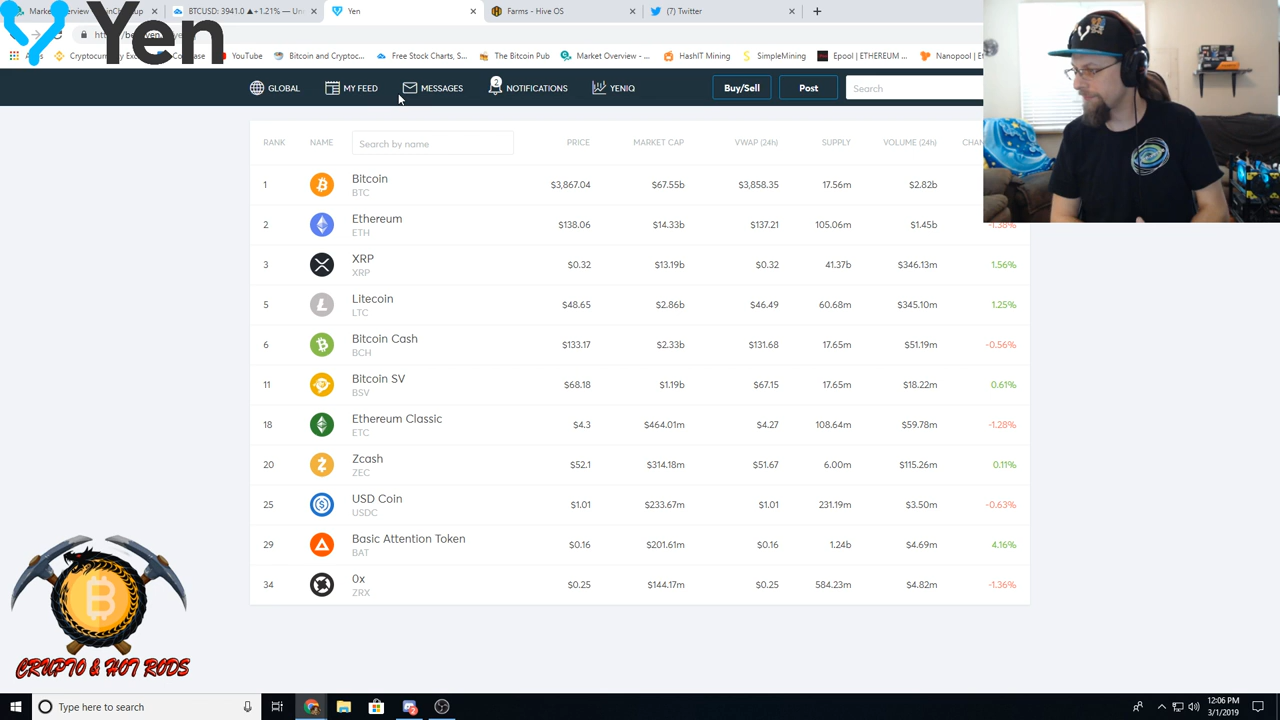 Market Overview
BTCUSD: 3941.0 ▲+1.21% — Un
Yen
Farms - Hive OS
(7) Twitter
Yen
YouTube
Bitcoin and Cryptoc...
Free Stock Charts, S...
The Bitcoin Pub
Market Overview - ...
HashIT Mining
SimpleMining
Epool | ETHEREUM ...
Nanopool | E
GLOBAL
MY FEED
MESSAGES
2
NOTIFICATIONS
YENIQ
Buy/Sell
Post
Search
RANK NAME Search by name PRICE MARKET CAP VWAP (24h) SUPPLY VOLUME (24h) CHAN
1 Bitcoin $3,867.04 $67.55b $3,858.35 17.56m $2.82b
BTC
2 Ethereum $138.06 $14.33b $137.21 105.06m $1.45b -1.38%
ETH
3 XRP $0.32 $13.19b $0.32 41.37b $346.13m 1.56%
XRP
5 Litecoin $48.65 $2.86b $46.49 60.68m $345.10m 1.25%
LTC
6 Bitcoin Cash $133.17 $2.33b $131.68 17.65m $51.19m -0.56%
BCH
11 Bitcoin SV $68.18 $1.19b $67.15 17.65m $18.22m 0.61%
BSV
18 Ethereum Classic $4.3 $464.01m $4.27 108.64m $59.78m -1.28%
ETC
20 Zcash $52.1 $314.18m $51.67 6.00m $115.26m 0.11%
ZEC
25 USD Coin $1.01 $233.67m $1.01 231.19m $3.50m -0.63%
USDC
29 Basic Attention Token $0.16 $201.61m $0.16 1.24b $4.69m 4.16%
BAT
34 0x $0.25 $144.17m $0.25 584.23m $4.82m -1.36%
ZRX
CRYPTO & HOT RODS
Type here to search
12:06 PM
3/1/2019